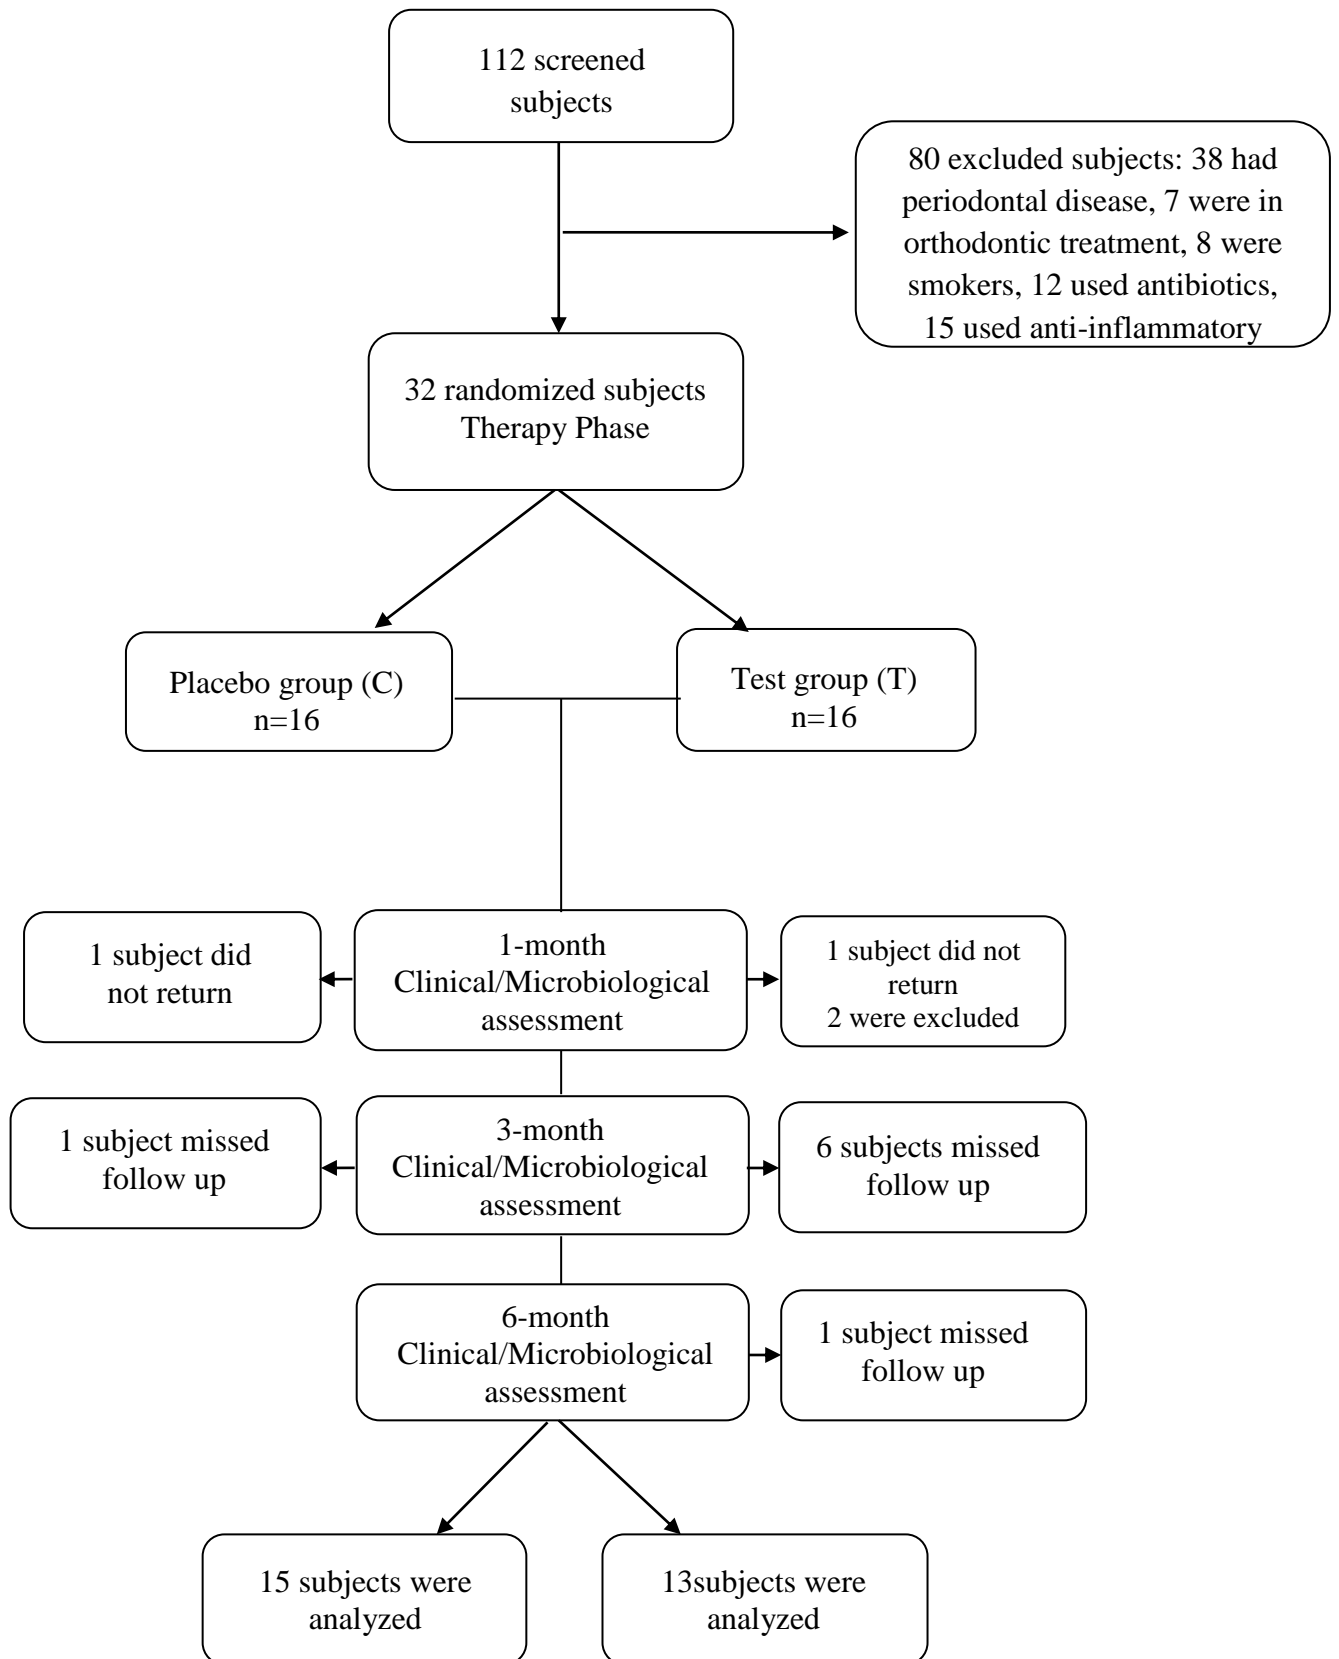 112 screened
subjects
80 excluded subjects: 38 had
periodontal disease, 7 were in
orthodontic treatment, 8 were
smokers, 12 used antibiotics,
15 used anti-inflammatory
32 randomized subjects
Therapy Phase
Placebo group (C)
n=16
Test group (T)
n=16
1 subject did
not return
1-month
Clinical/Microbiological
assessment
1 subject did not
return
2 were excluded
1 subject missed
follow up
3-month
Clinical/Microbiological
assessment
6 subjects missed
follow up
6-month
Clinical/Microbiological
assessment
1 subject missed
follow up
15 subjects were
analyzed
13subjects were
analyzed